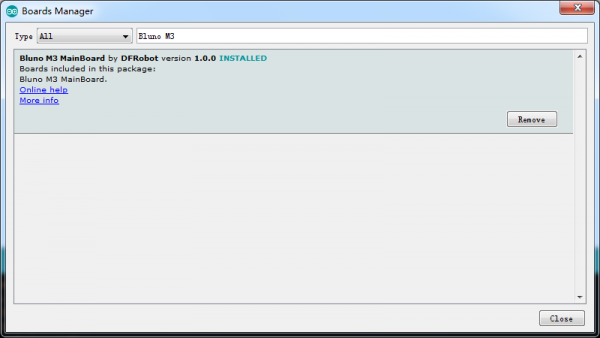 Boards Manager
Type All Bluno M3
Bluno M3 MainBoard by DFRobot version 1.0.0 INSTALLED
Boards included in this package:
Bluno M3 MainBoard.
Online help
More info
Remove
Close